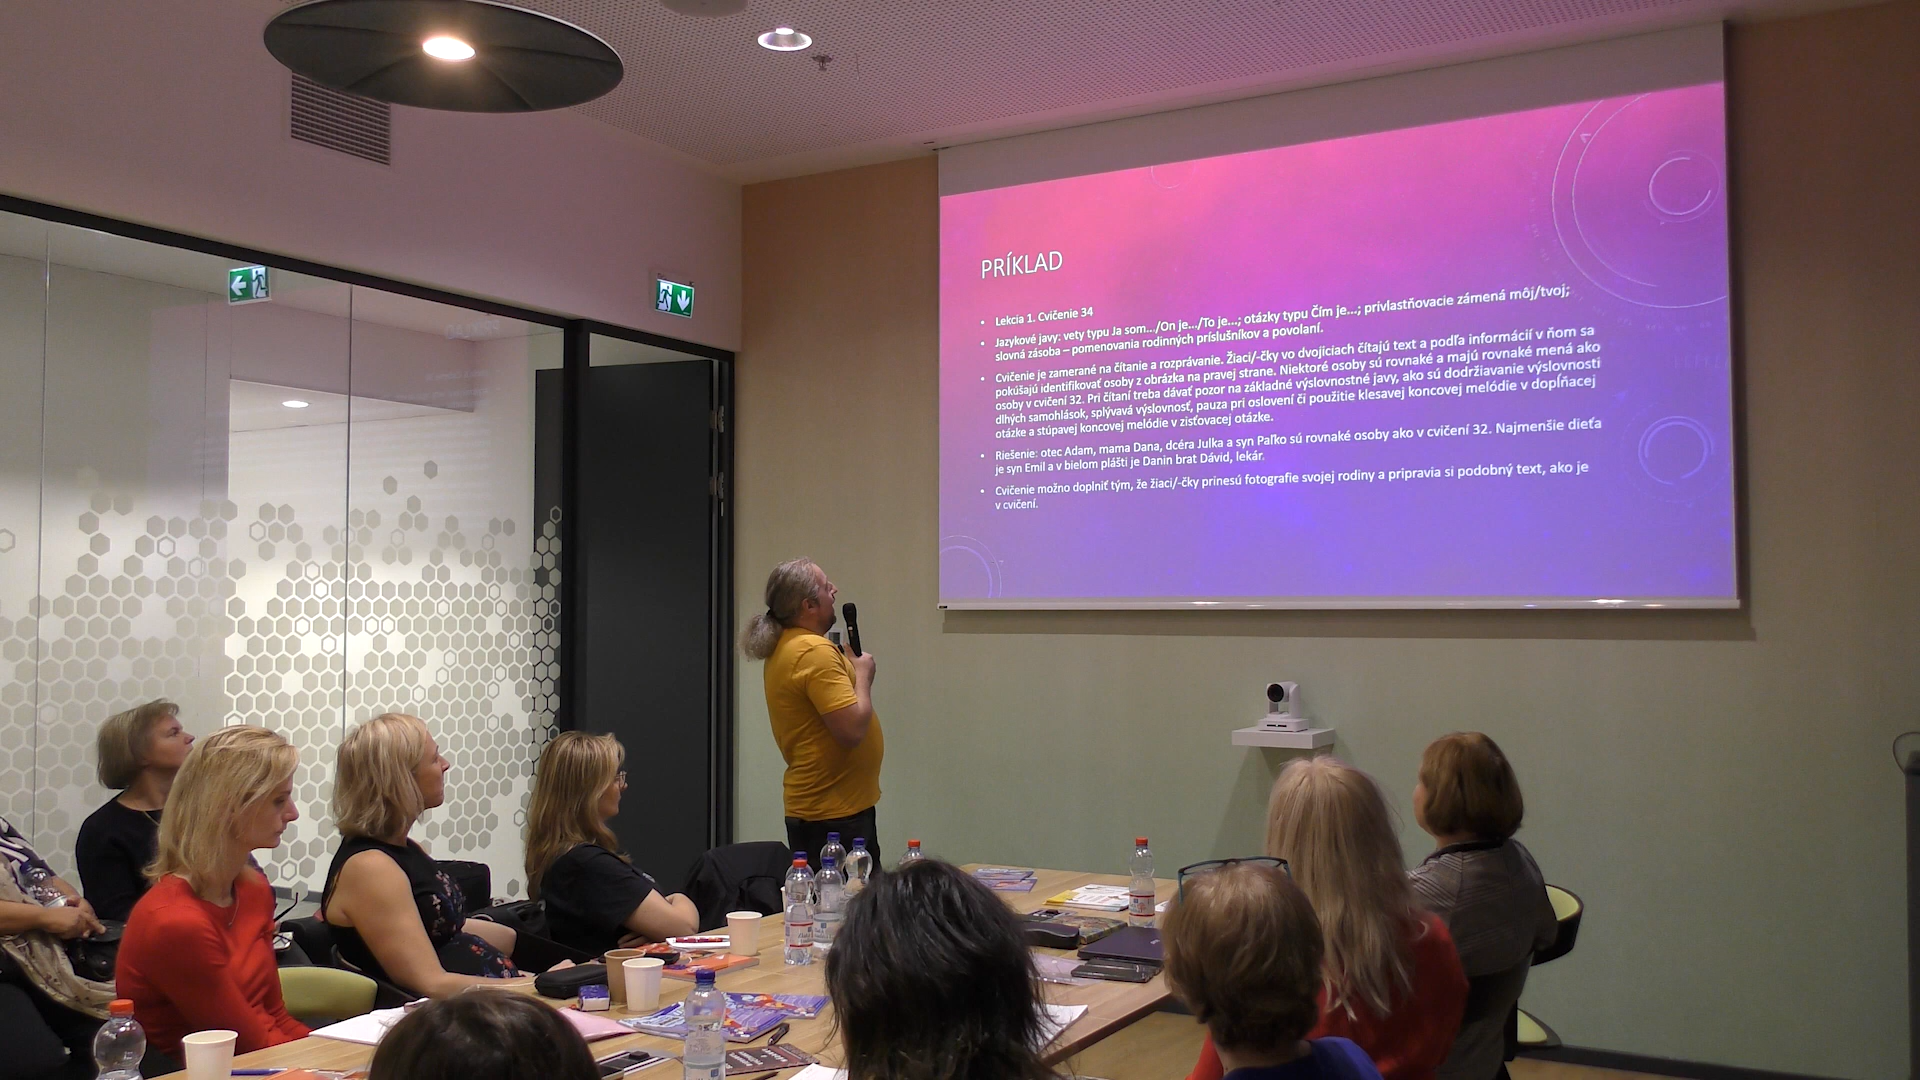 PRÍKLAD
• Lekcia 1. Cvičenie 34
• Jazykové javy: vety typu Ja som.../On je.../To je...; otázky typu Čím je...; privlastňovacie zámená môj/tvoj;
slovná zásoba – pomenovania rodinných príslušníkov a povolaní.
• Cvičenie je zamerané na čítanie a rozprávanie. Žiaci/-čky vo dvojiciach čítajú text a podľa informácií v ňom sa
pokúšajú identifikovať osoby z obrázka na pravej strane. Niektoré osoby sú rovnaké a majú rovnaké mená ako
osoby v cvičení 32. Pri čítaní treba dávať pozor na základné výslovnostné javy, ako sú dodržiavanie výslovnosti
dlhých samohlások, splývavá výslovnosť, pauza pri oslovení či použitie klesavej koncovej melódie v dopĺňacej
otázke a stúpavej koncovej melódie v zisťovacej otázke.
• Riešenie: otec Adam, mama Dana, dcéra Julka a syn Paľko sú rovnaké osoby ako v cvičení 32. Najmenšie dieťa
je syn Emil a v bielom plášti je Danin brat Dávid, lekár.
• Cvičenie možno doplniť tým, že žiaci/-čky prinesú fotografie svojej rodiny a pripravia si podobný text, ako je
v cvičení.